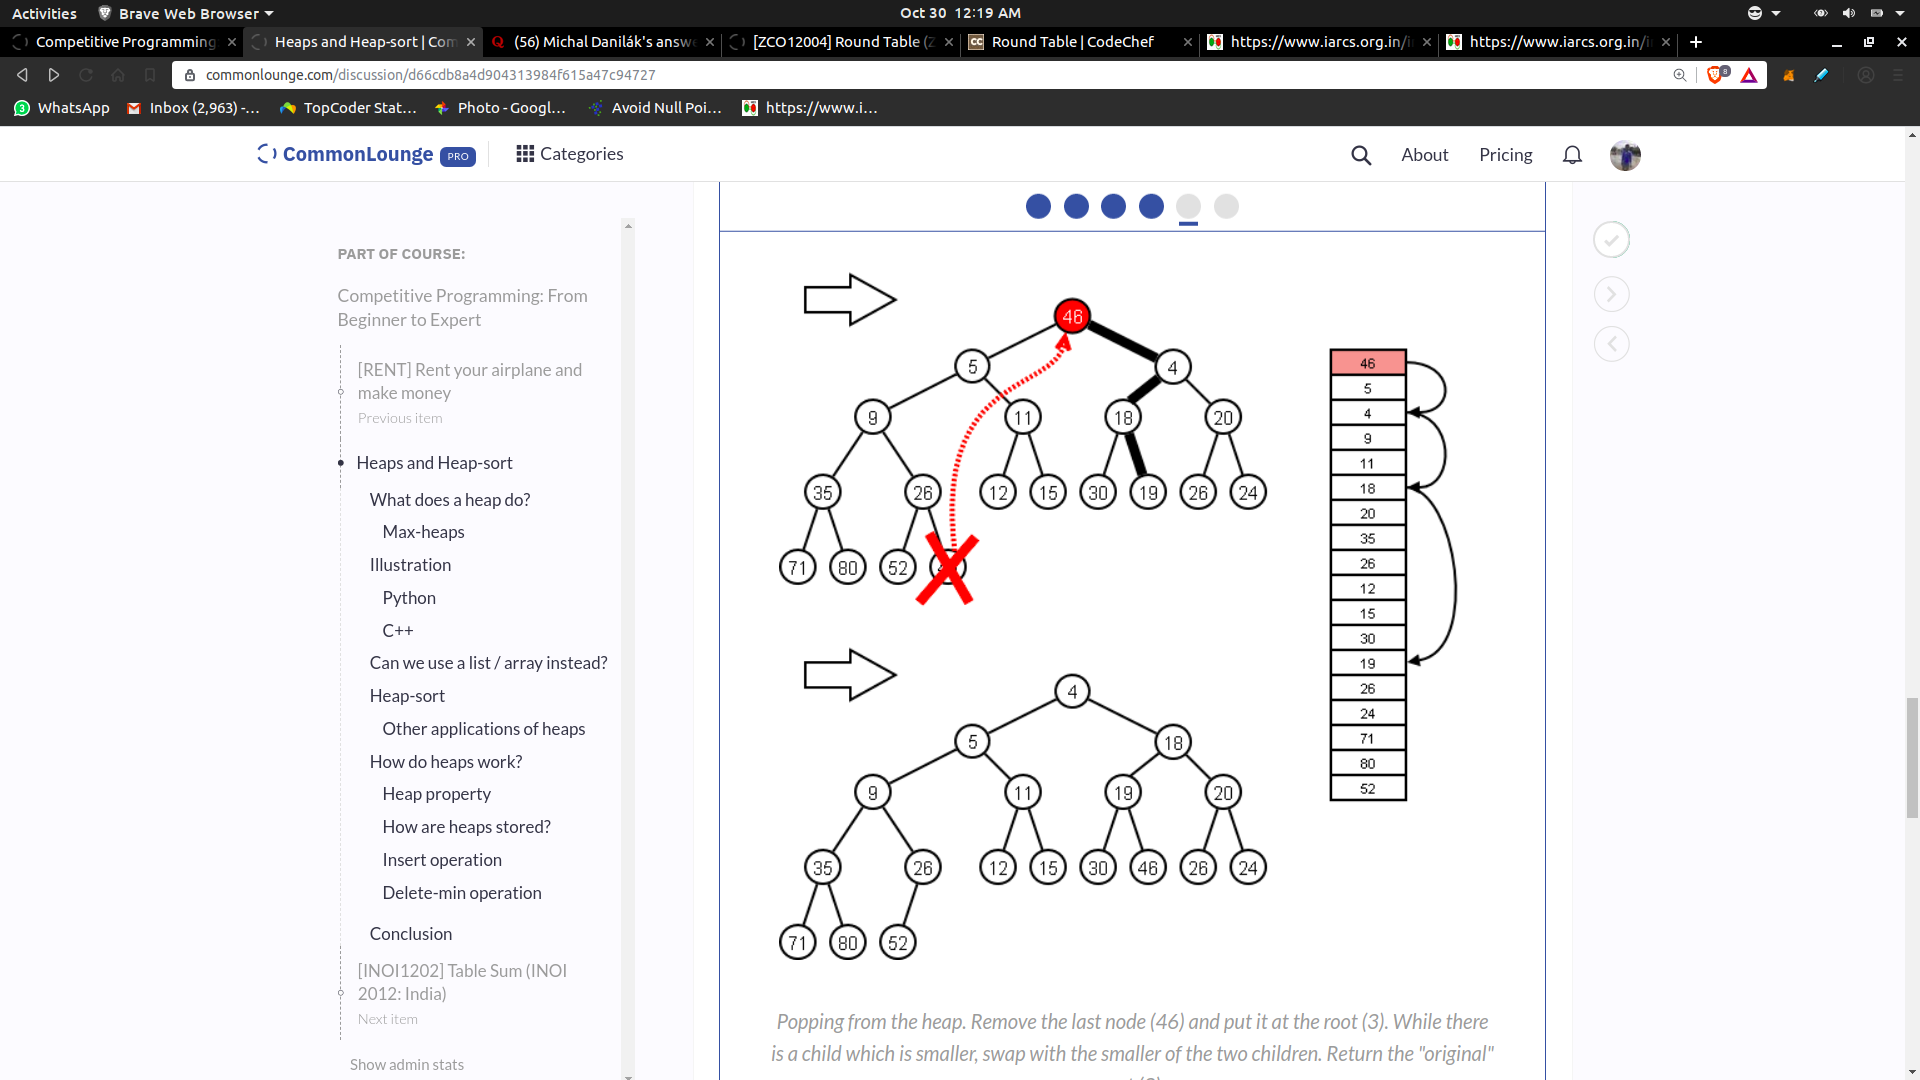 Activities
Brave Web Browser
Oct 30 12:19 AM
Competitive Programming
Heaps and Heap-sort | Com
(56) Michal Danilák's answ
[ZCO12004] Round Table (Z
Round Table | CodeChef
https://www.iarcs.org.in/i
https://www.iarcs.org.in/i
commonlounge.com/discussion/d66cdb8a4d904313984f615a47c94727
8
WhatsApp
Inbox (2,963) -...
TopCoder Stat...
Photo - Googl...
Avoid Null Poi...
https://www.i...
CommonLounge PRO
Categories
About
Pricing
PART OF COURSE:
Competitive Programming: From
Beginner to Expert
[RENT] Rent your airplane and
make money
Previous item
Heaps and Heap-sort
What does a heap do?
Max-heaps
Illustration
Python
C++
Can we use a list / array instead?
Heap-sort
Other applications of heaps
How do heaps work?
Heap property
How are heaps stored?
Insert operation
Delete-min operation
Conclusion
[INOI1202] Table Sum (INOI
2012: India)
Next item
Show admin stats
46
5 4
9 11 18 20
35 26 12 15 30 19 26 24
71 80 52
4
5 18
9 11 19 20
35 26 12 15 30 46 26 24
71 80 52
46
5
4
9
11
18
20
35
26
12
15
30
19
26
24
71
80
52
Popping from the heap. Remove the last node (46) and put it at the root (3). While there
is a child which is smaller, swap with the smaller of the two children. Return the "original"